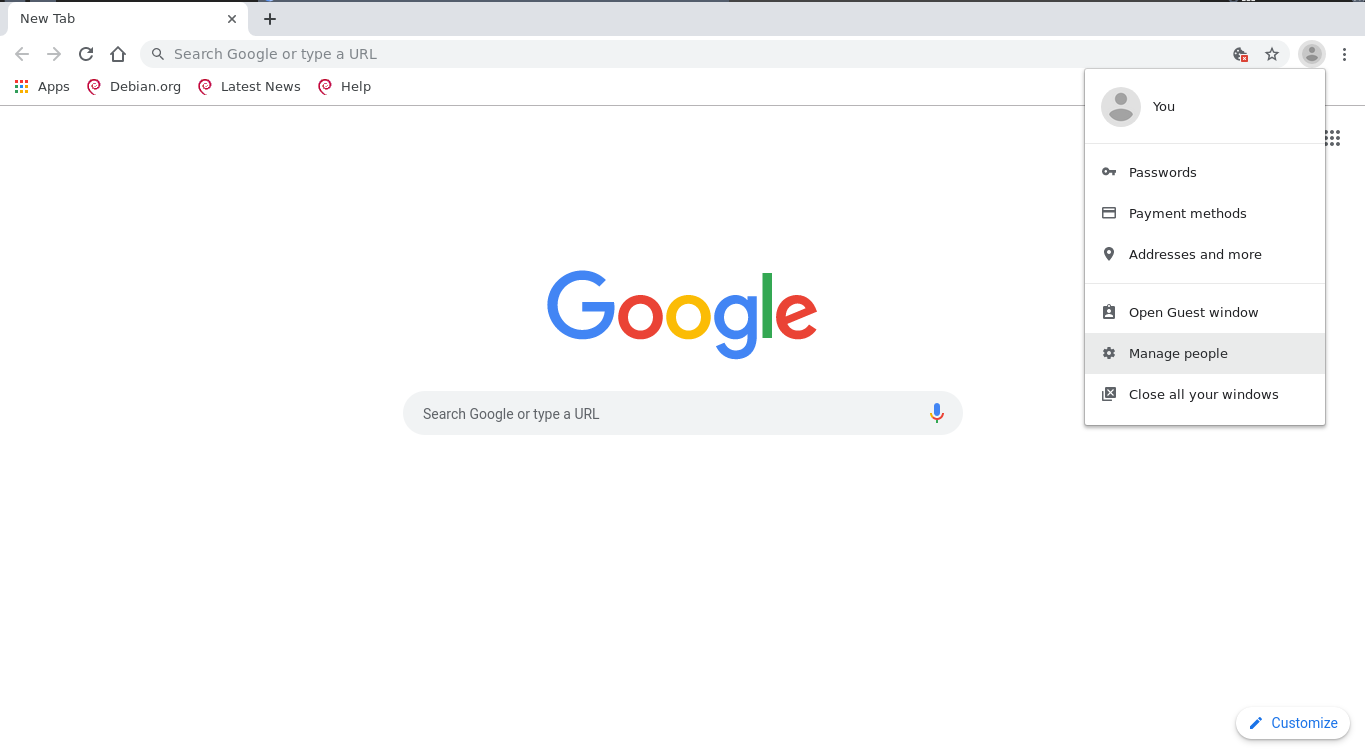 New Tab
Search Google or type a URL
Apps Debian.org Latest News Help
You
Passwords
Payment methods
Addresses and more
Open Guest window
Manage people
Close all your windows
Google
Search Google or type a URL
Customize